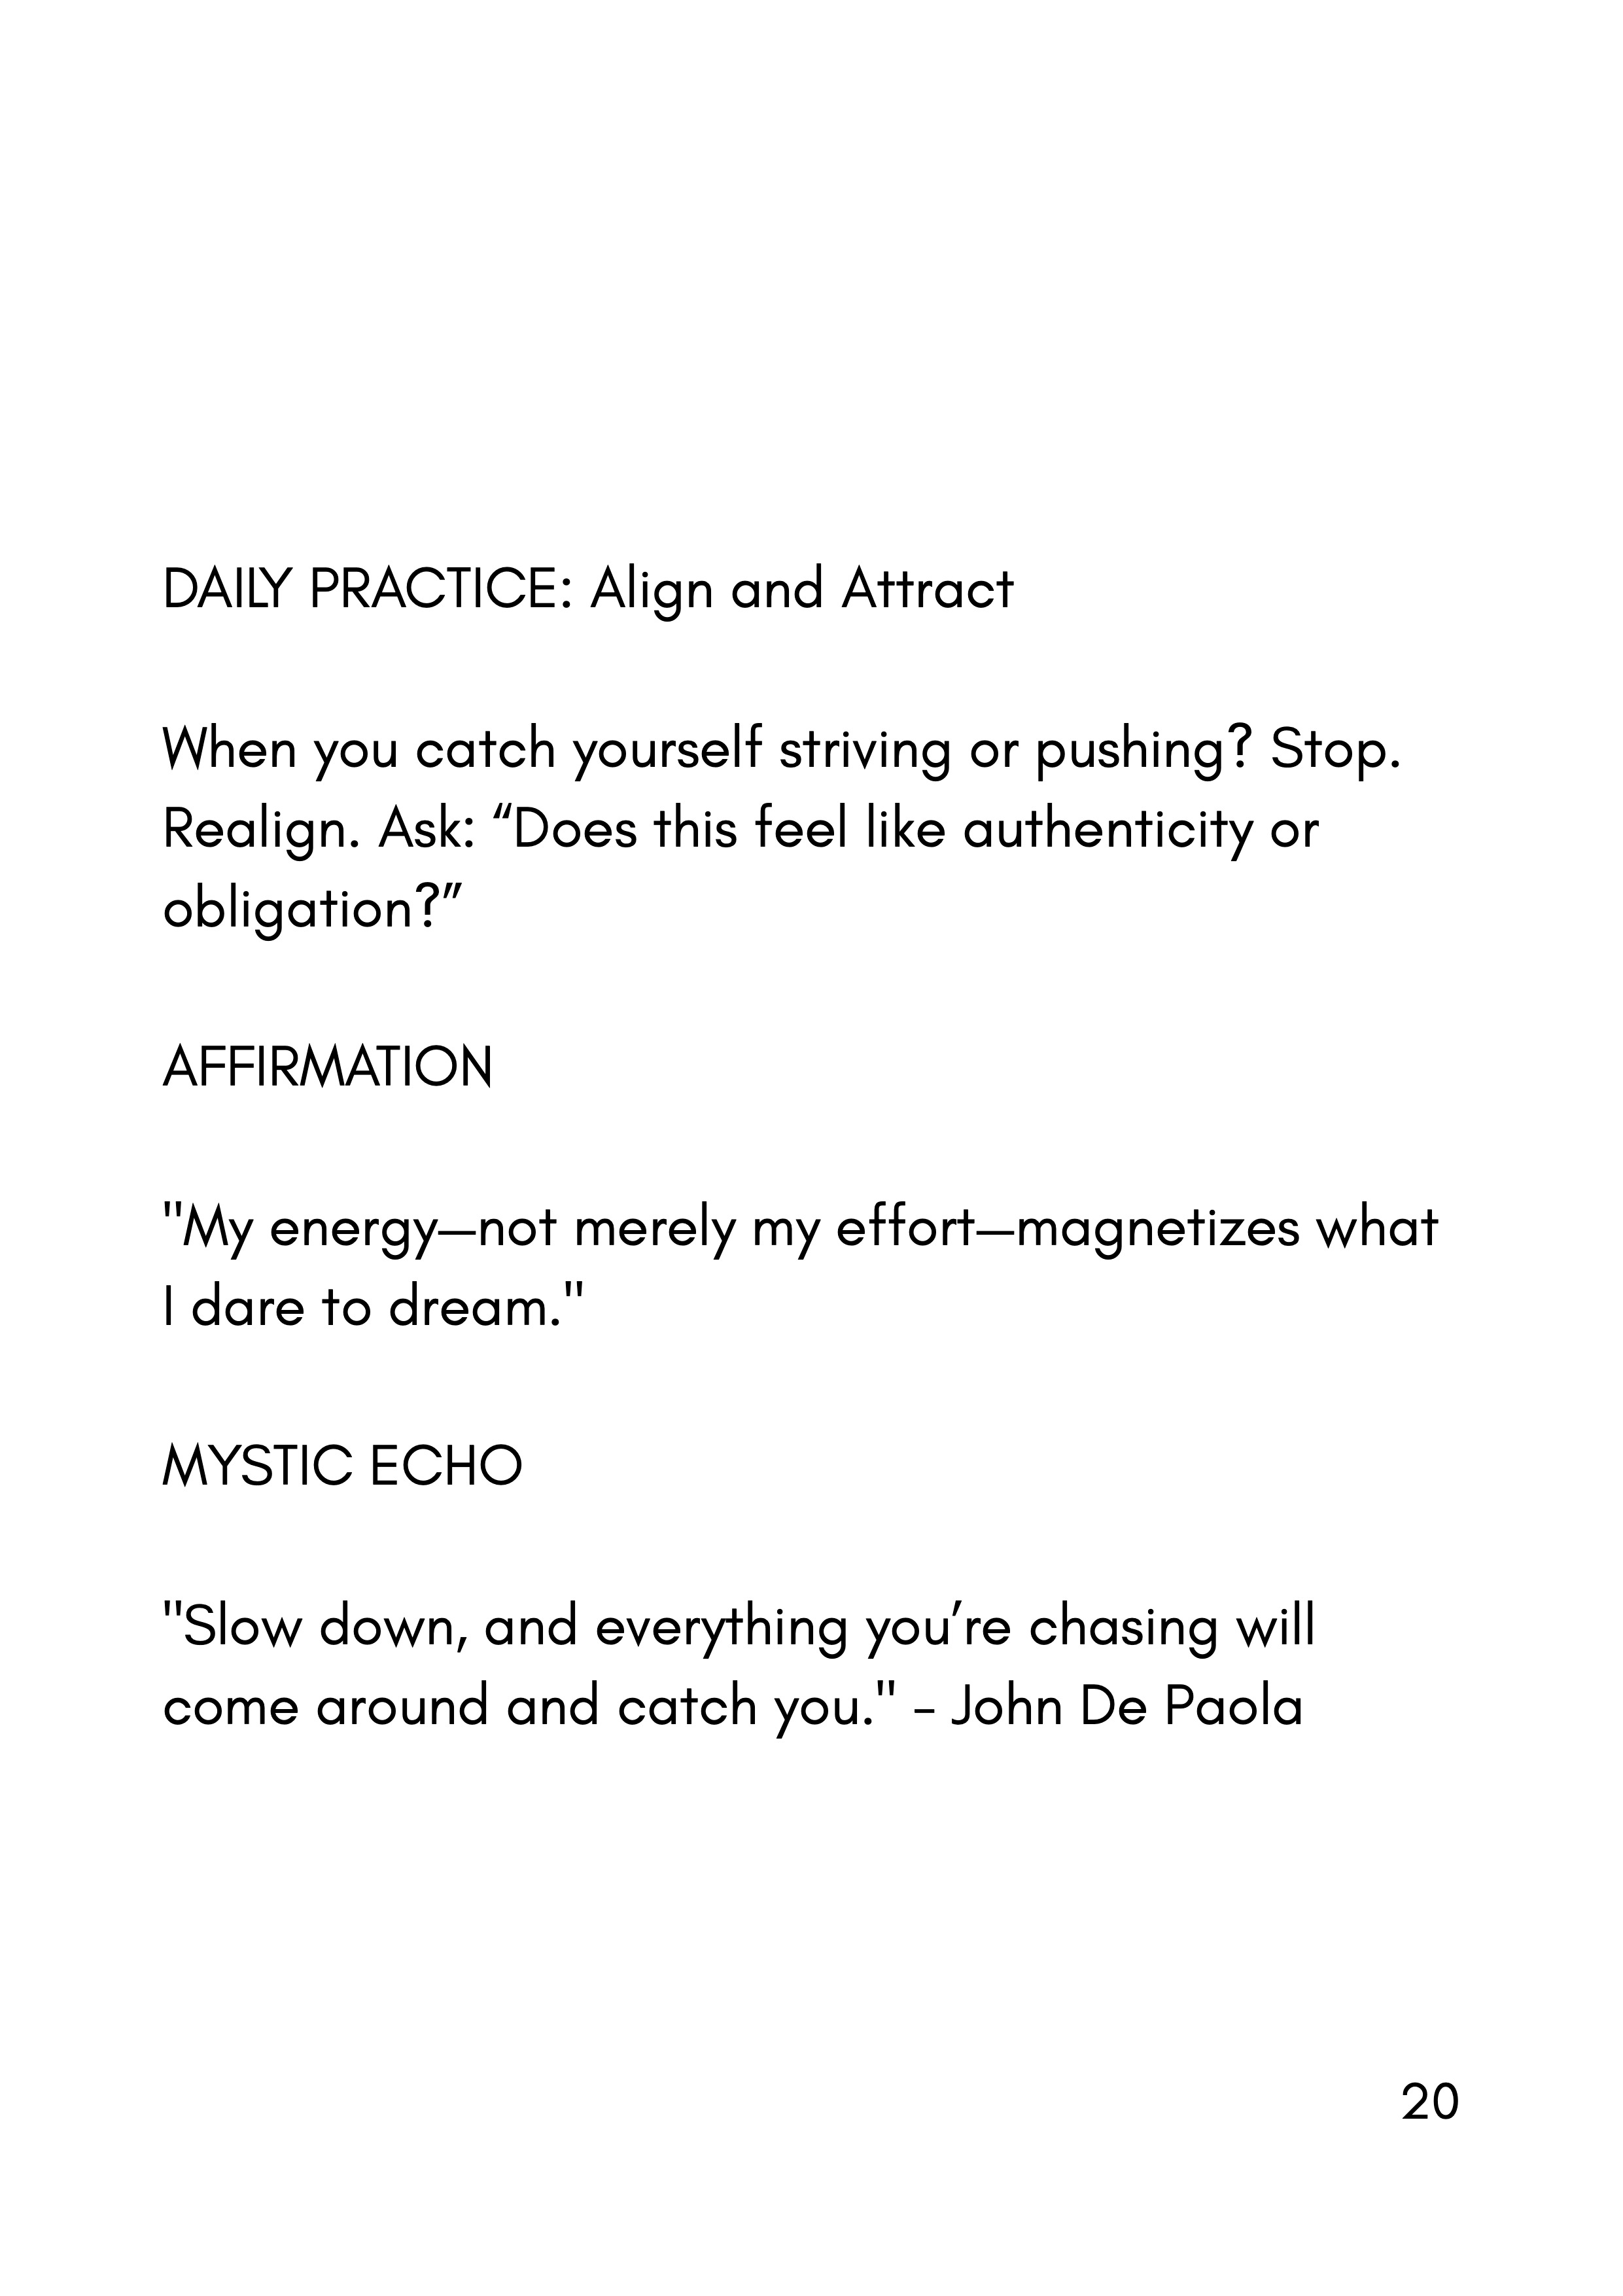 DAILY PRACTICE: Align and Attract
When you catch yourself striving or pushing? Stop.
Realign. Ask: “Does this feel like authenticity or
obligation?”
AFFIRMATION
"My energy—not merely my effort—magnetizes what
I dare to dream."
MYSTIC ECHO
"Slow down, and everything you’re chasing will
come around and catch you." – John De Paola
20